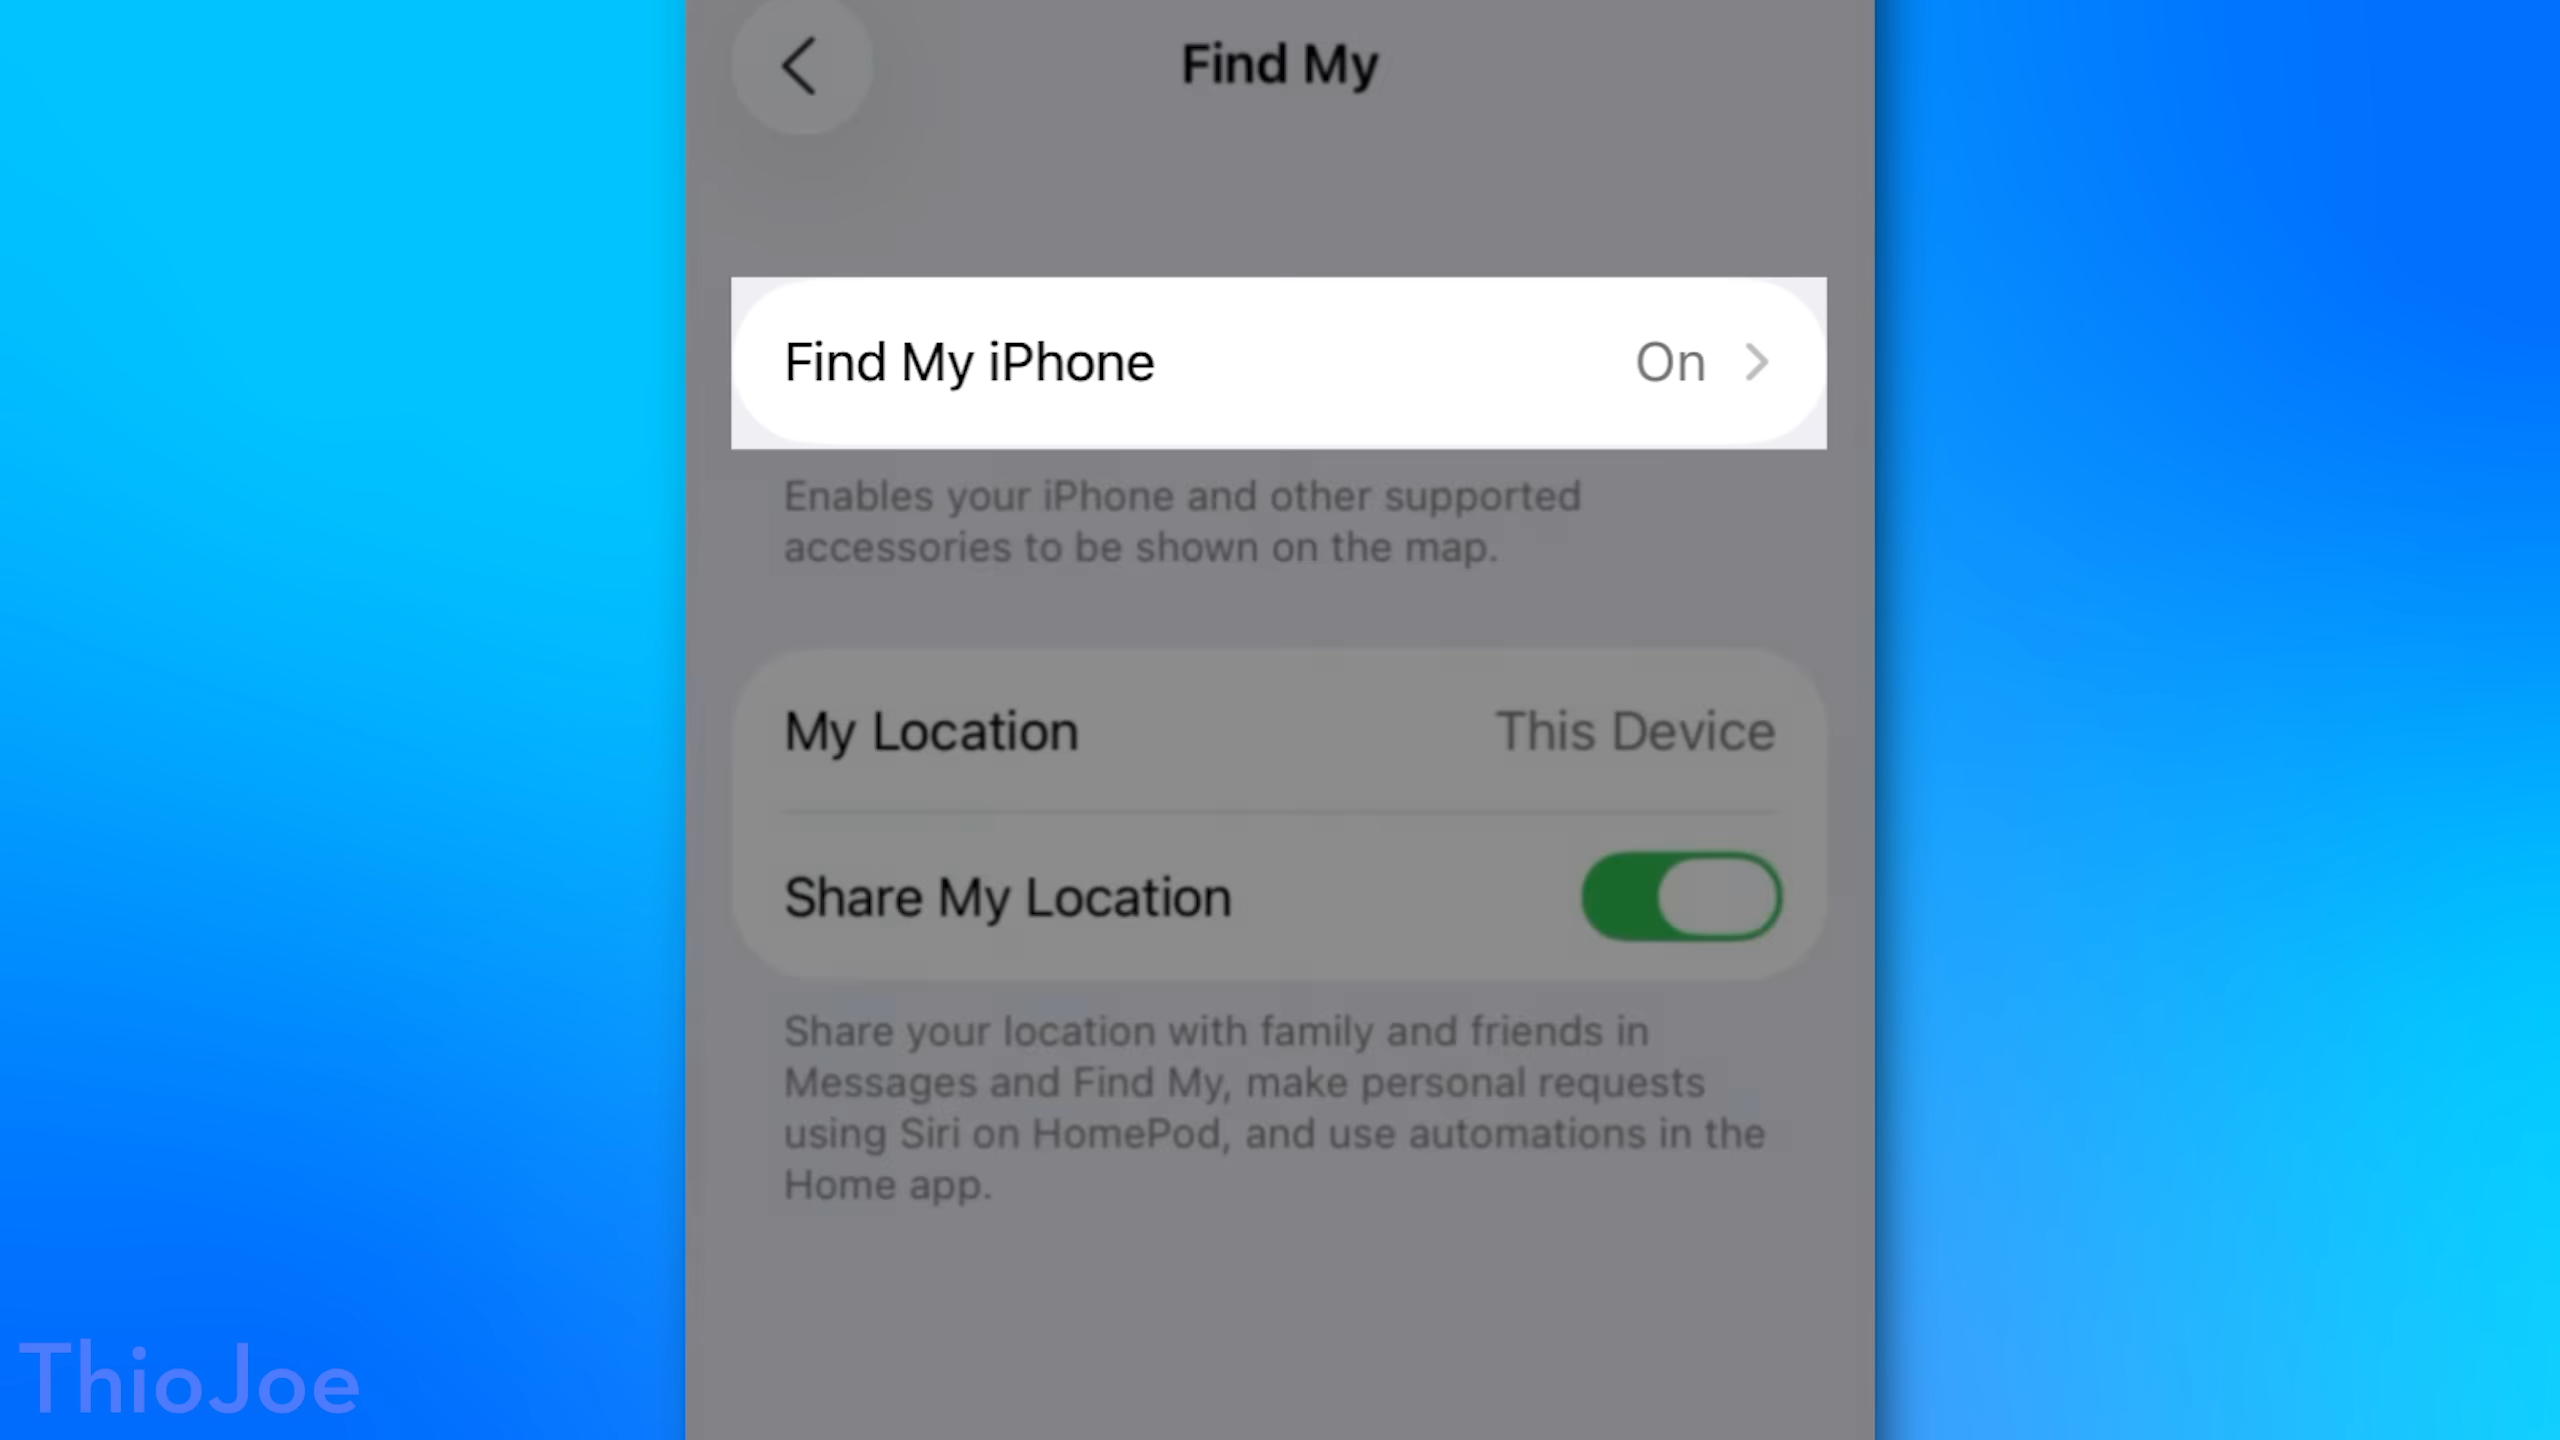 Find My
Find My iPhone On
Enables your iPhone and other supported
accessories to be shown on the map.
My Location This Device
Share My Location
Share your location with family and friends in
Messages and Find My, make personal requests
using Siri on HomePod, and use automations in the
Home app.
ThioJoe